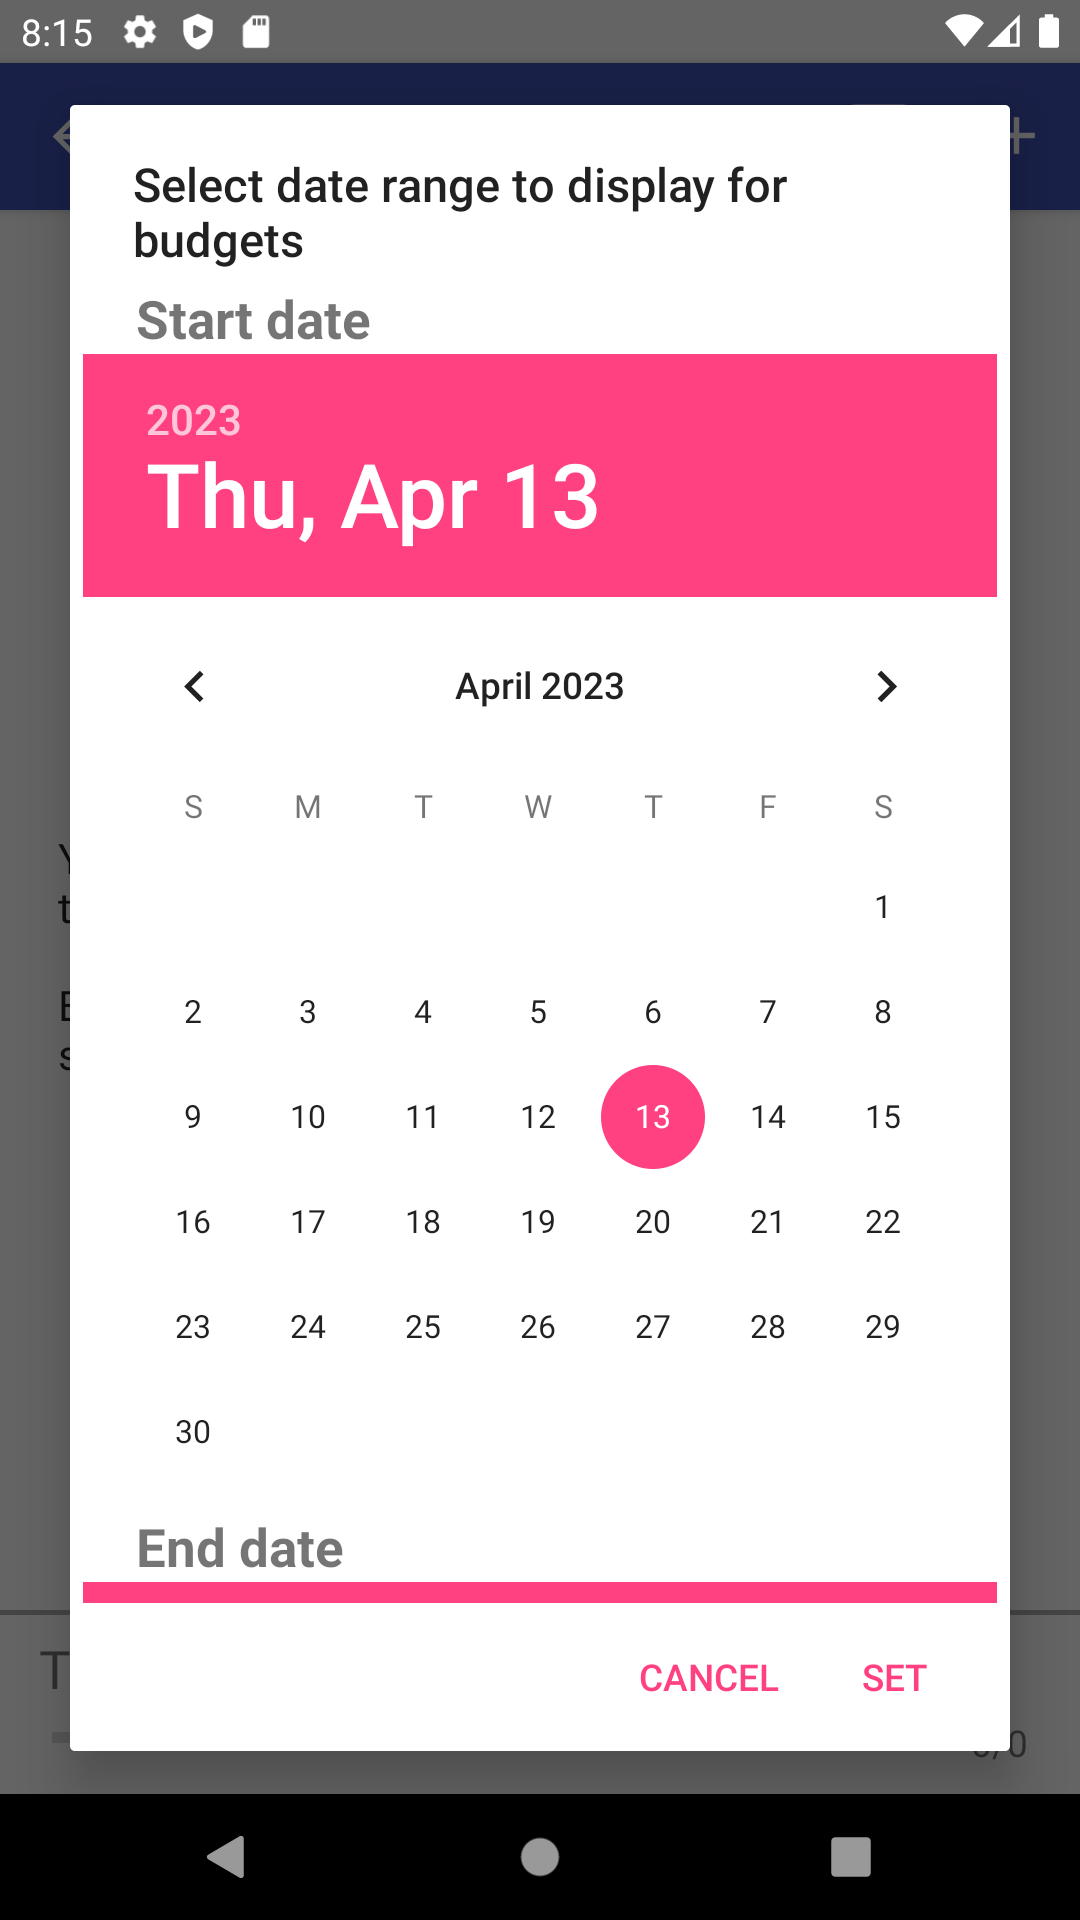 8:15
Select date range to display for
budgets
Start date
2023
Thu, Apr 13
April 2023
S M T W T F S
1
2 3 4 5 6 7 8
9 10 11 12 13 14 15
16 17 18 19 20 21 22
23 24 25 26 27 28 29
30
End date
CANCEL SET